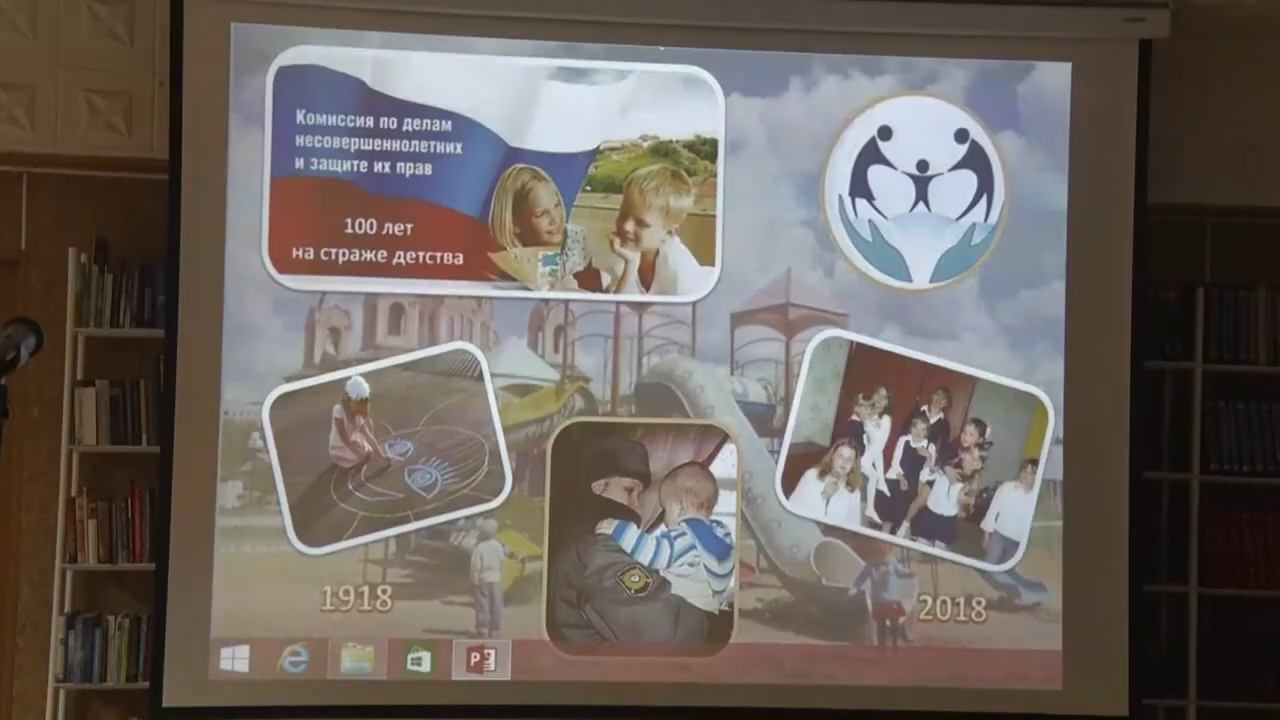 Комиссия по делам
несовершеннолетних
и защите их прав
100 лет
на страже детства
1918
2018